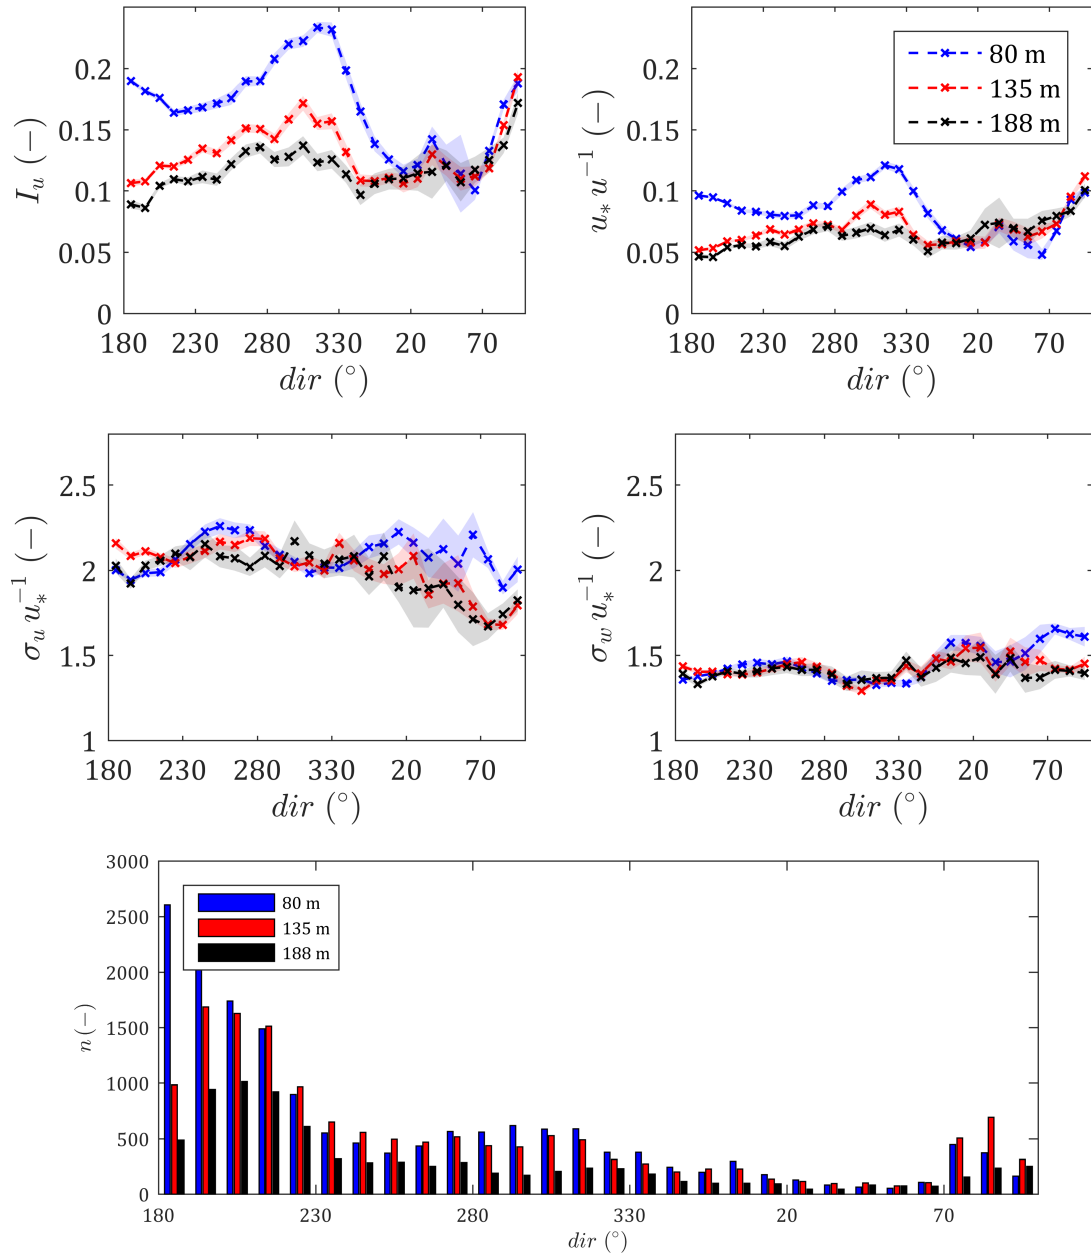 I_u (−)
0.2
0.15
0.1
0.05
0
180 230 280 330 20 70
dir (°)
u_* u^{-1} (−)
0.2
0.15
0.1
0.05
0
180 230 280 330 20 70
dir (°)
80 m
135 m
188 m
σ_u u_*^{-1} (−)
2.5
2
1.5
1
180 230 280 330 20 70
dir (°)
σ_w u_*^{-1} (−)
2.5
2
1.5
1
180 230 280 330 20 70
dir (°)
n (−)
3000
2500
2000
1500
1000
500
0
180 230 280 330 20 70
dir (°)
80 m
135 m
188 m